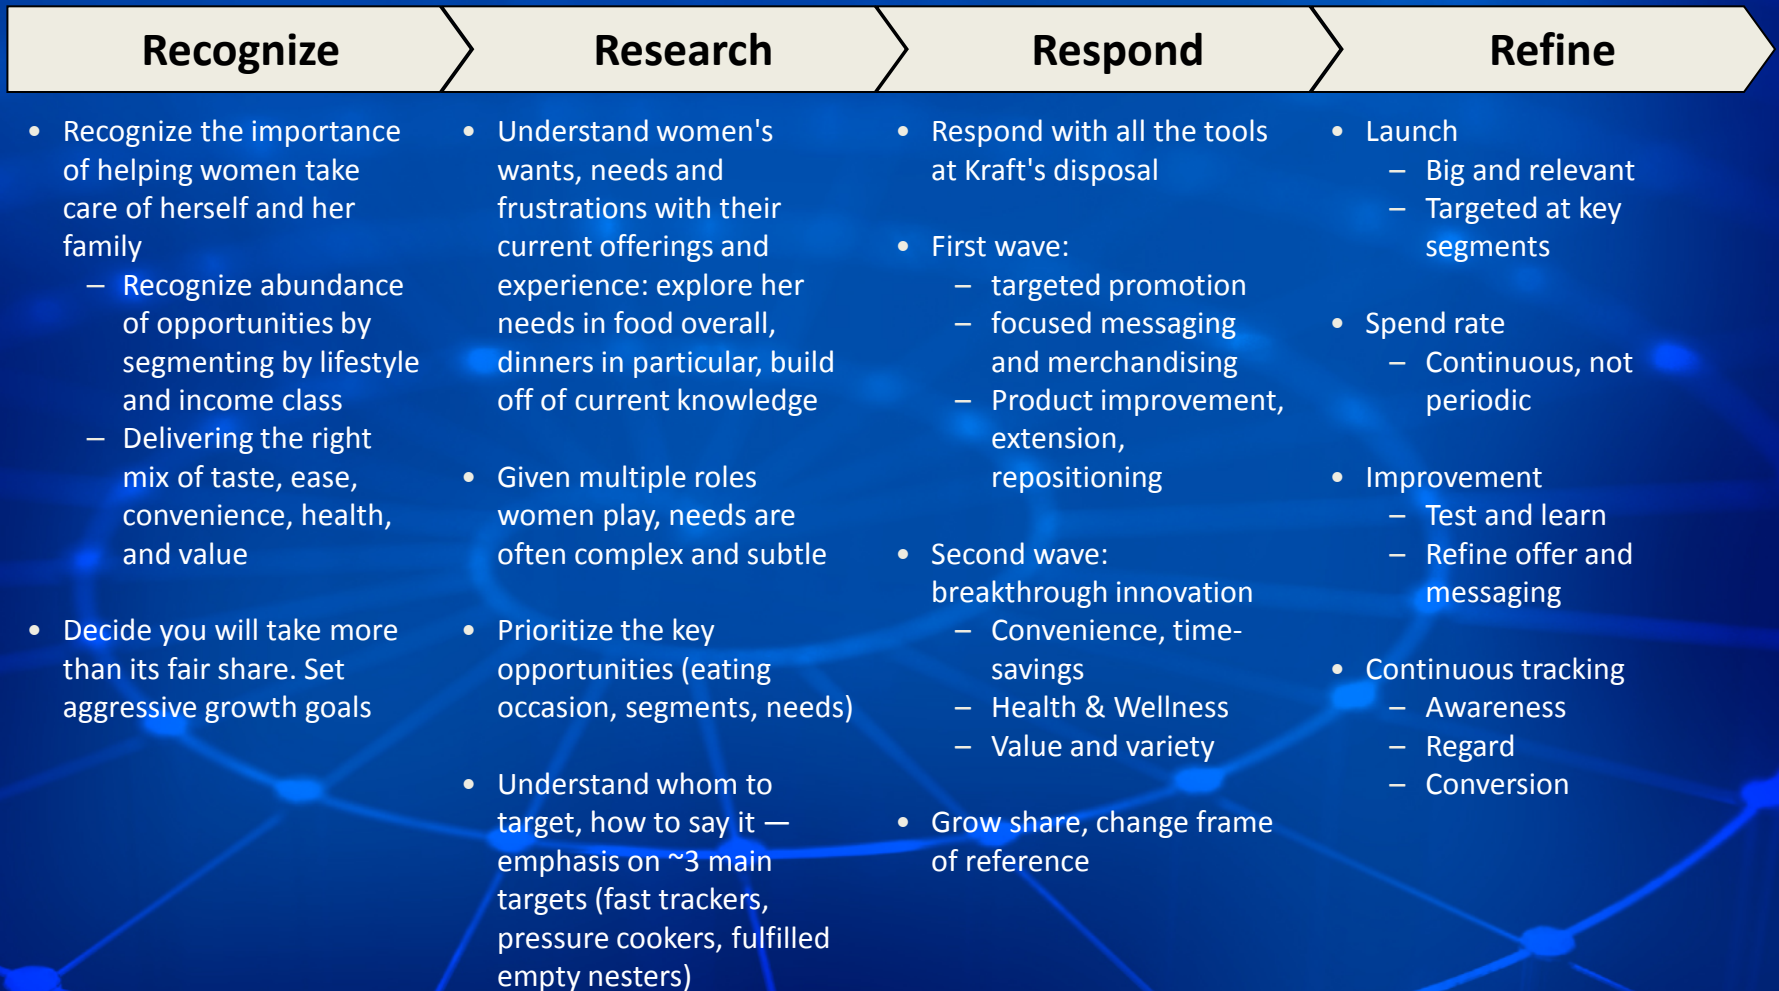 Recognize
Research
Respond
Refine
• Recognize the importance
of helping women take
care of herself and her
family
– Recognize abundance
of opportunities by
segmenting by lifestyle
and income class
– Delivering the right
mix of taste, ease,
convenience, health,
and value
• Decide you will take more
than its fair share. Set
aggressive growth goals
• Understand women's
wants, needs and
frustrations with their
current offerings and
experience: explore her
needs in food overall,
dinners in particular, build
off of current knowledge
• Given multiple roles
women play, needs are
often complex and subtle
• Prioritize the key
opportunities (eating
occasion, segments, needs)
• Understand whom to
target, how to say it —
emphasis on ~3 main
targets (fast trackers,
pressure cookers, fulfilled
empty nesters)
• Respond with all the tools
at Kraft's disposal
• First wave:
– targeted promotion
– focused messaging
and merchandising
– Product improvement,
extension,
repositioning
• Second wave:
breakthrough innovation
– Convenience, time-
savings
– Health & Wellness
– Value and variety
• Grow share, change frame
of reference
• Launch
– Big and relevant
– Targeted at key
segments
• Spend rate
– Continuous, not
periodic
• Improvement
– Test and learn
– Refine offer and
messaging
• Continuous tracking
– Awareness
– Regard
– Conversion